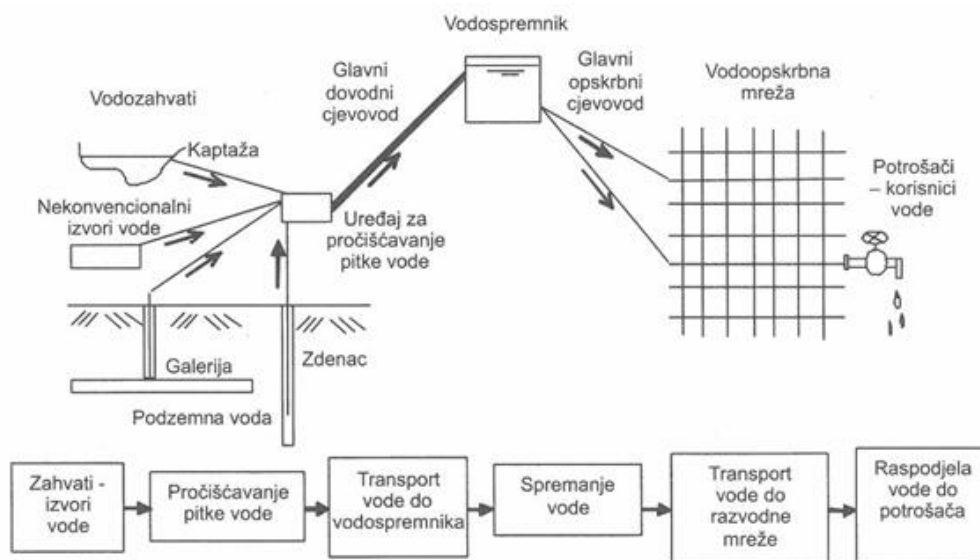 Vodospremnik
Glavni
dovodni
cjevovod
Glavni
opskrbni
cjevovod
Vodoopskrbna
mreža
Vodozahvati
Kaptaža
Nekonvencionalni
izvori vode
Uređaj za
pročišćavanje
pitke vode
Potrošači
– korisnici
vode
Galerija
Zdenac
Podzemna voda
Zahvati -
izvori
vode
Pročišćavanje
pitke vode
Transport
vode do
vodospremnika
Spremanje
vode
Transport
vode do
razvodne
mreže
Raspodjela
vode do
potrošača